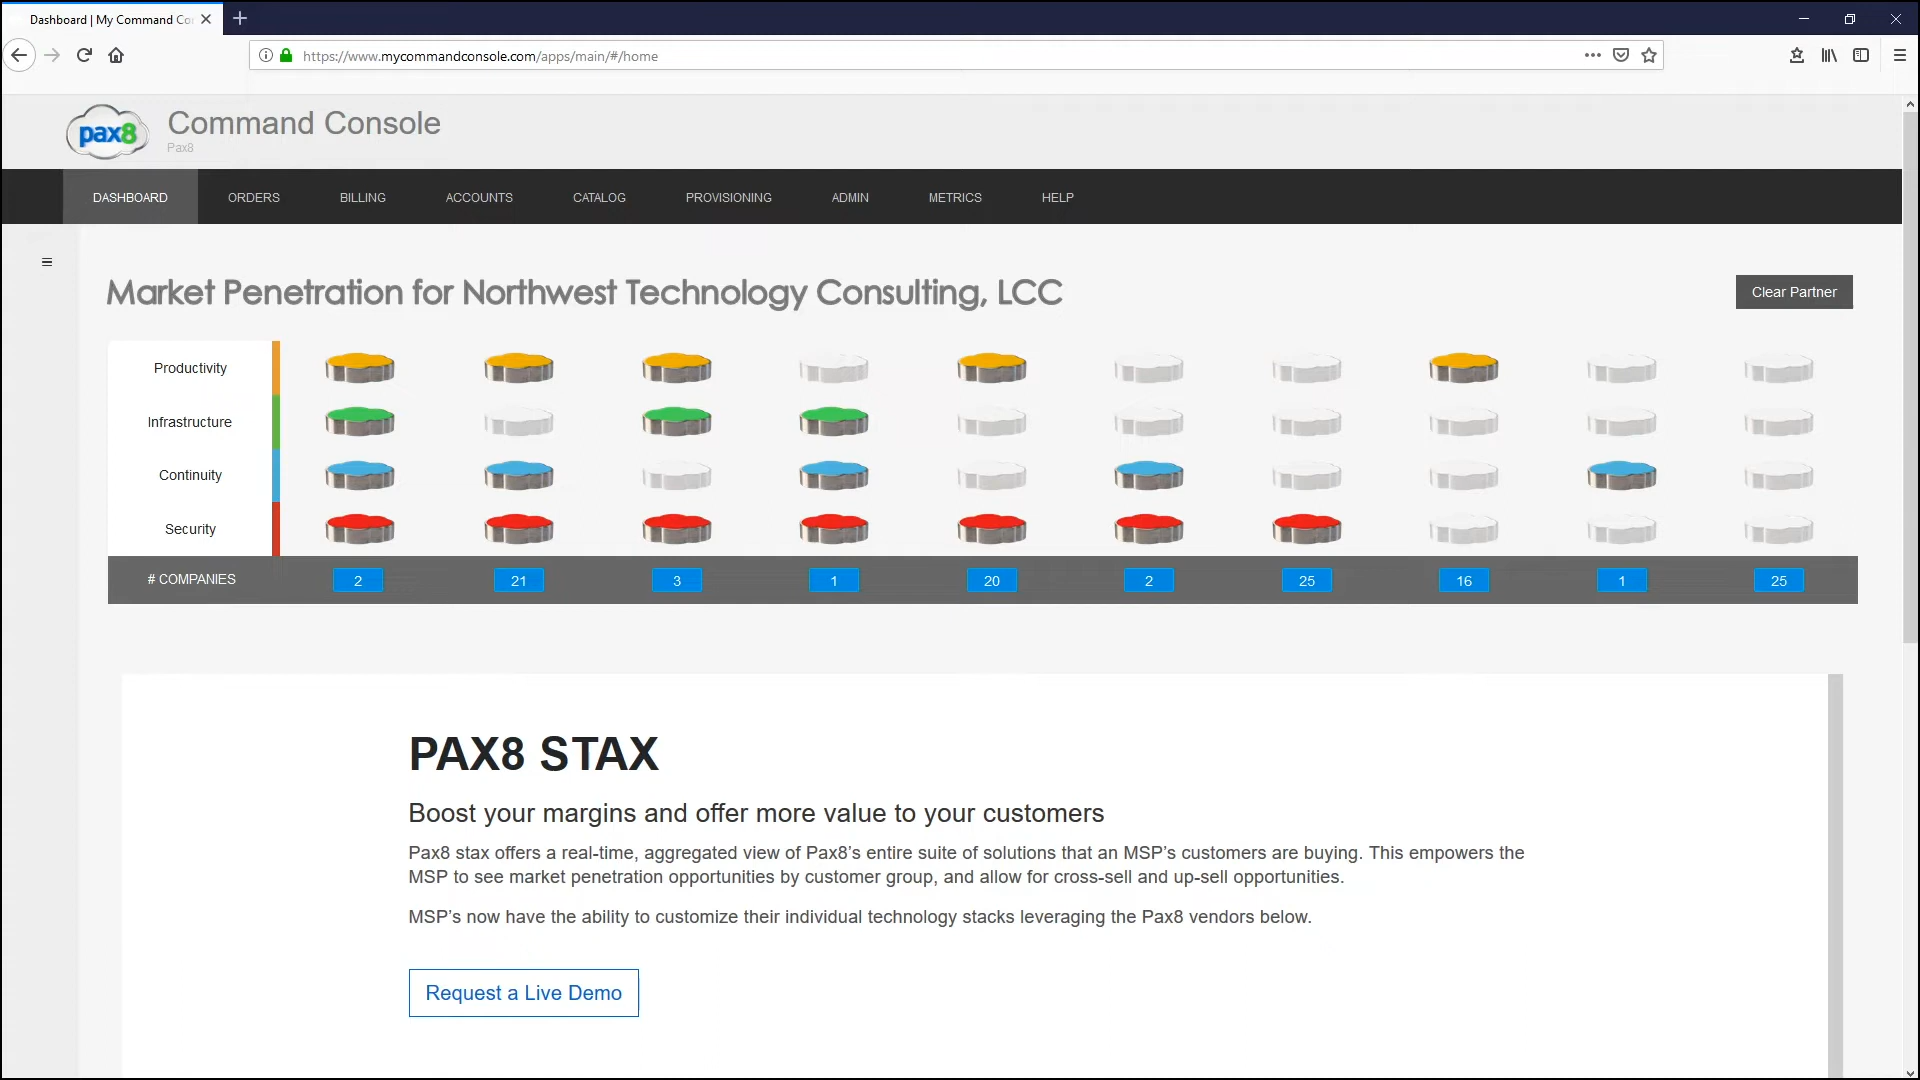 Dashboard | My Command Co
https://www.mycommandconsole.com/apps/main/#/home
pax8
Command Console
Pax8
DASHBOARD ORDERS BILLING ACCOUNTS CATALOG PROVISIONING ADMIN METRICS HELP
Market Penetration for Northwest Technology Consulting, LCC
Clear Partner
Productivity
Infrastructure
Continuity
Security
# COMPANIES 2 21 3 1 20 2 25 16 1 25
PAX8 STAX
Boost your margins and offer more value to your customers
Pax8 stax offers a real-time, aggregated view of Pax8’s entire suite of solutions that an MSP’s customers are buying. This empowers the
MSP to see market penetration opportunities by customer group, and allow for cross-sell and up-sell opportunities.
MSP’s now have the ability to customize their individual technology stacks leveraging the Pax8 vendors below.
Request a Live Demo